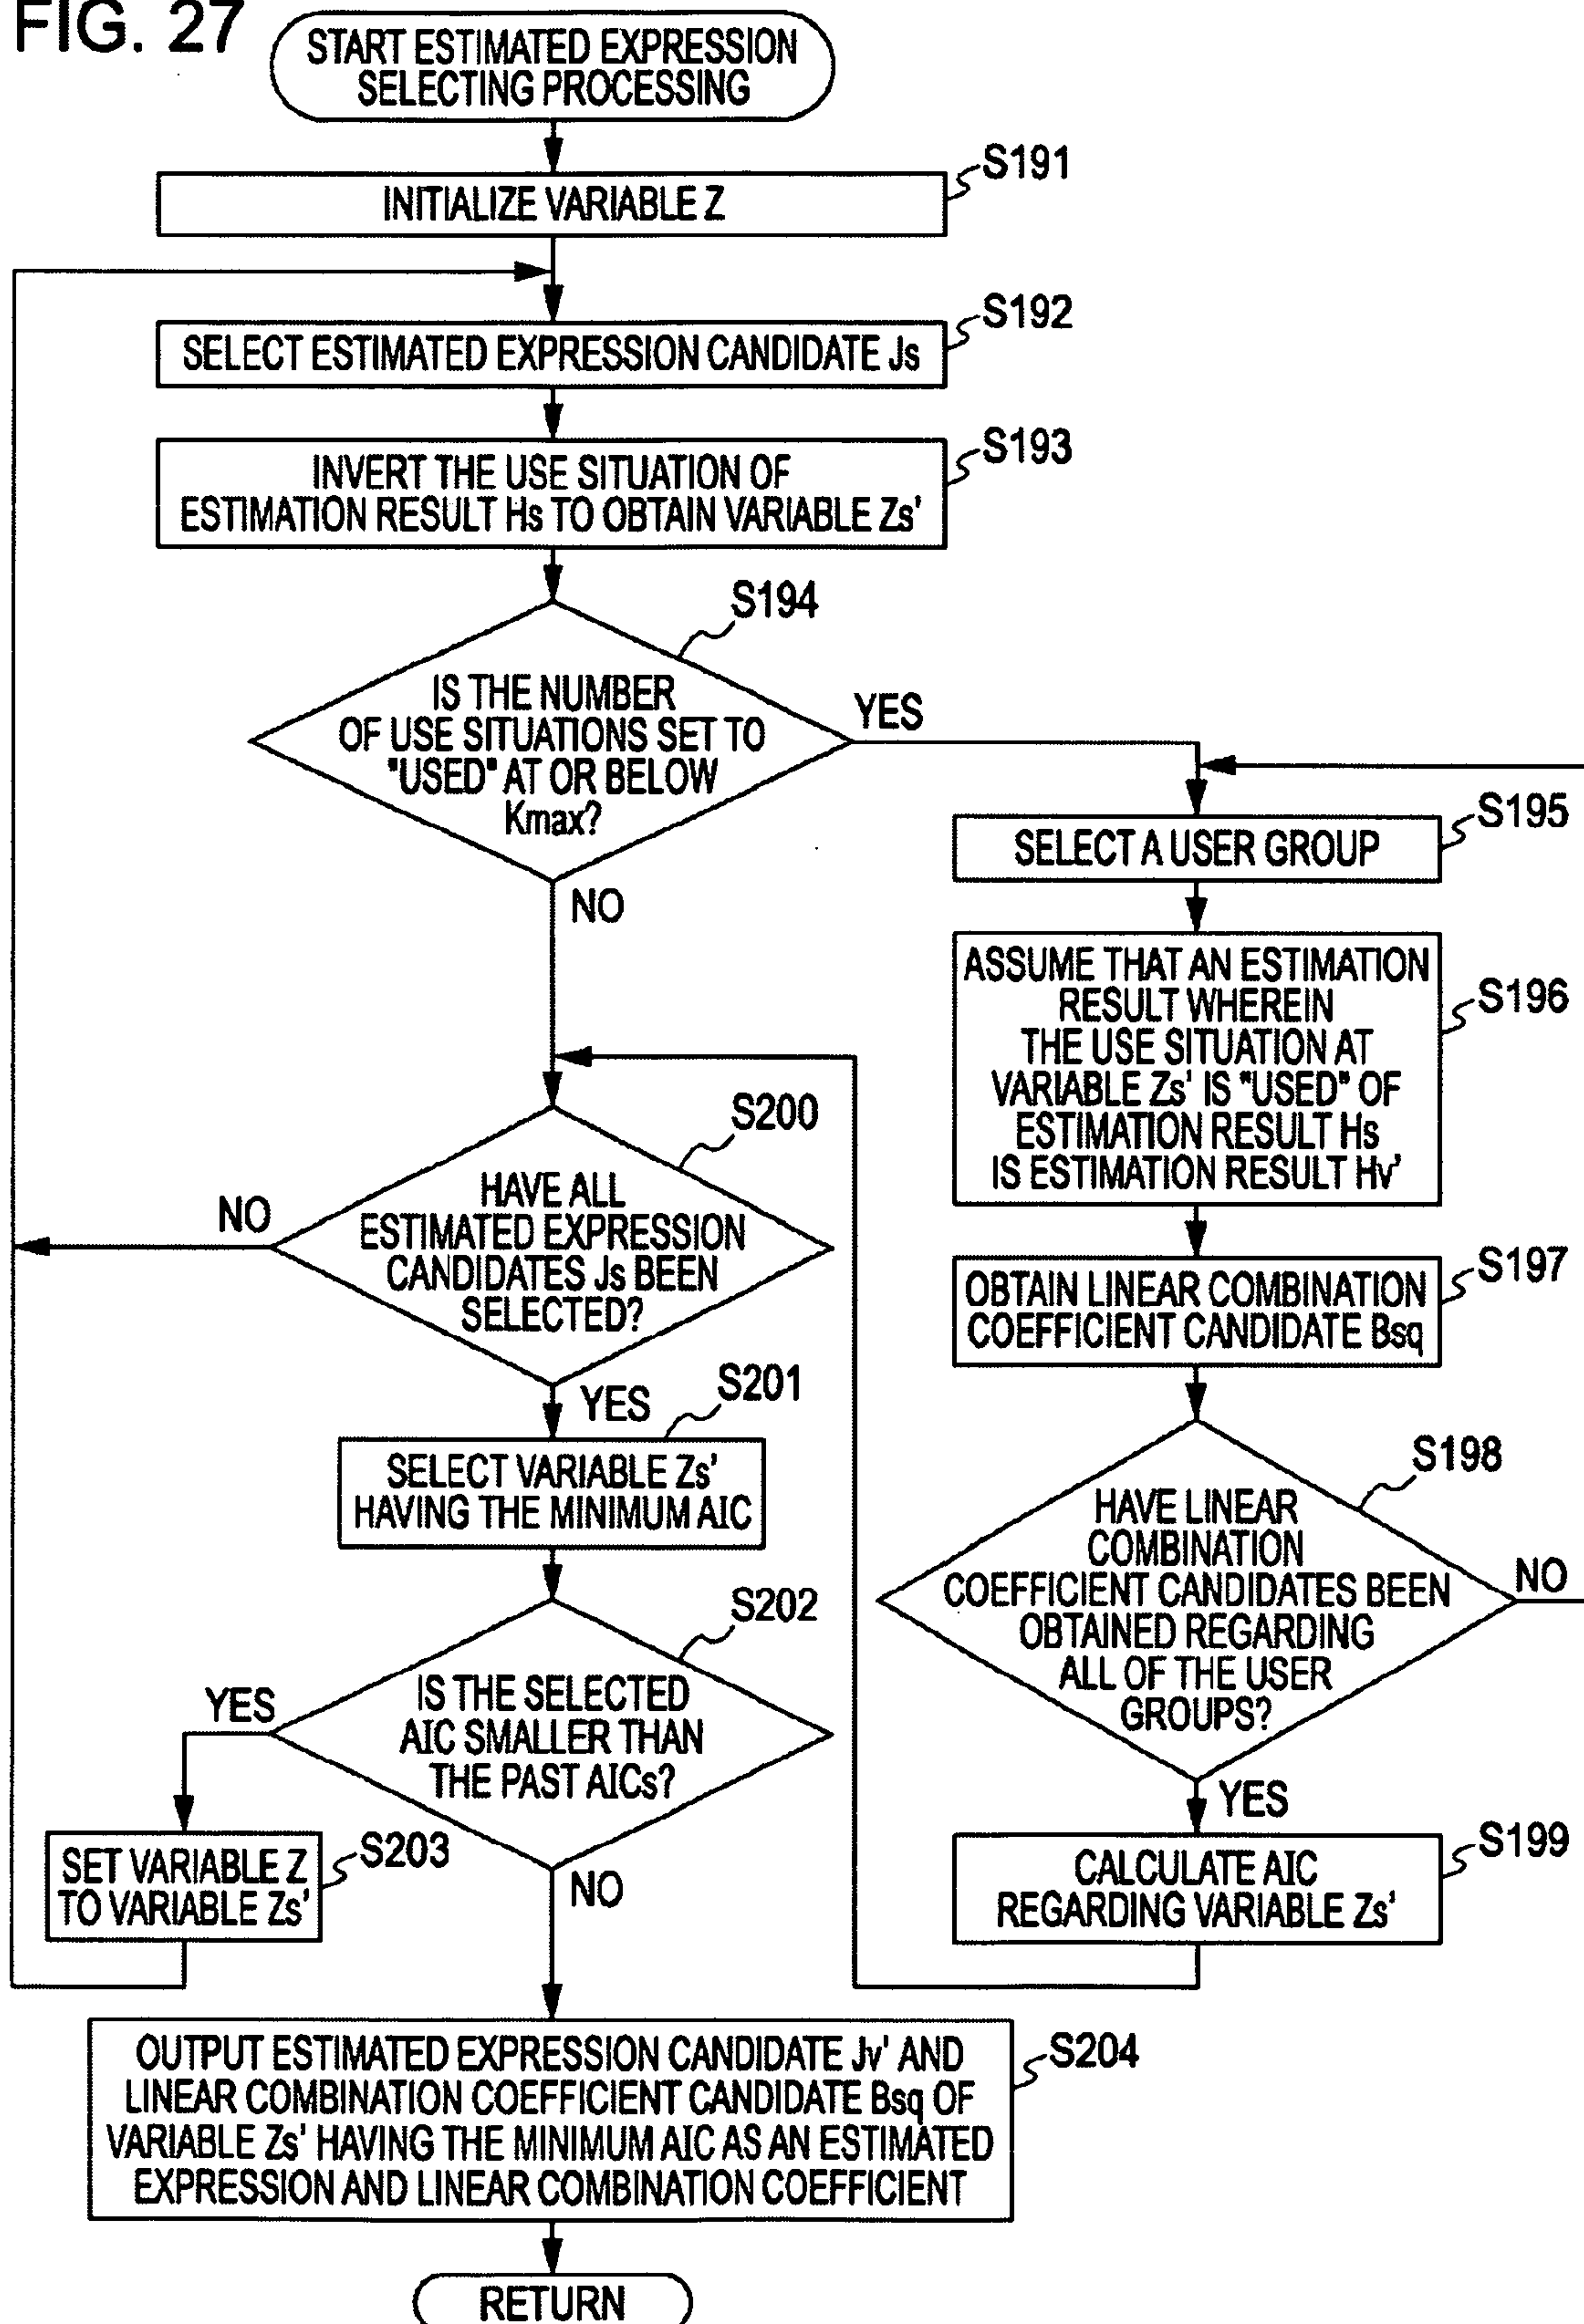 FIG. 27
START ESTIMATED EXPRESSION
SELECTING PROCESSING
S191
INITIALIZE VARIABLE Z
S192
SELECT ESTIMATED EXPRESSION CANDIDATE Js
S193
INVERT THE USE SITUATION OF
ESTIMATION RESULT Hs TO OBTAIN VARIABLE Zs'
S194
IS THE NUMBER
OF USE SITUATIONS SET TO
"USED" AT OR BELOW
Kmax?
YES
NO
S195
SELECT A USER GROUP
S196
ASSUME THAT AN ESTIMATION
RESULT WHEREIN
THE USE SITUATION AT
VARIABLE Zs' IS "USED" OF
ESTIMATION RESULT Hs
IS ESTIMATION RESULT Hv'
S197
OBTAIN LINEAR COMBINATION
COEFFICIENT CANDIDATE Bsq
S198
HAVE LINEAR
COMBINATION
COEFFICIENT CANDIDATES BEEN
OBTAINED REGARDING
ALL OF THE USER
GROUPS?
NO
YES
S199
CALCULATE AIC
REGARDING VARIABLE Zs'
S200
HAVE ALL
ESTIMATED EXPRESSION
CANDIDATES Js BEEN
SELECTED?
NO
YES
S201
SELECT VARIABLE Zs'
HAVING THE MINIMUM AIC
S202
IS THE SELECTED
AIC SMALLER THAN
THE PAST AICs?
YES
NO
S203
SET VARIABLE Z
TO VARIABLE Zs'
S204
OUTPUT ESTIMATED EXPRESSION CANDIDATE Jv' AND
LINEAR COMBINATION COEFFICIENT CANDIDATE Bsq OF
VARIABLE Zs' HAVING THE MINIMUM AIC AS AN ESTIMATED
EXPRESSION AND LINEAR COMBINATION COEFFICIENT
RETURN